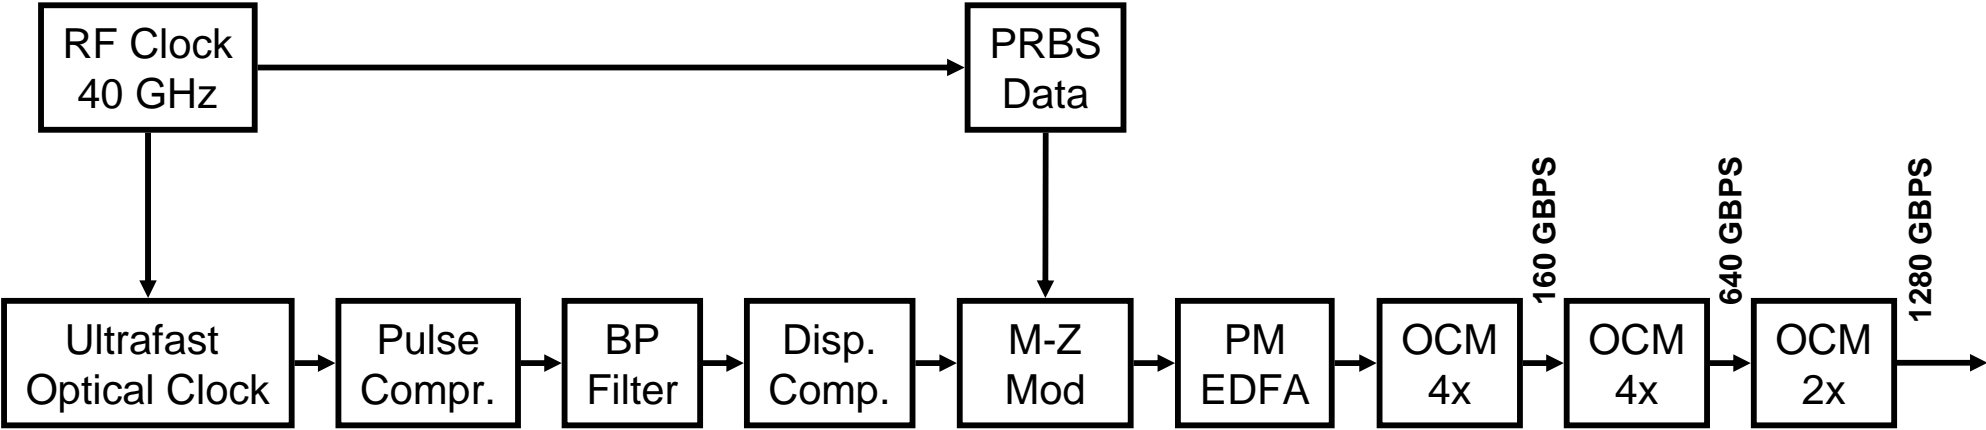 RF Clock
40 GHz
PRBS
Data
160 GBPS
640 GBPS
1280 GBPS
Ultrafast
Optical Clock
Pulse
Compr.
BP
Filter
Disp.
Comp.
M-Z
Mod
PM
EDFA
OCM
4x
OCM
4x
OCM
2x